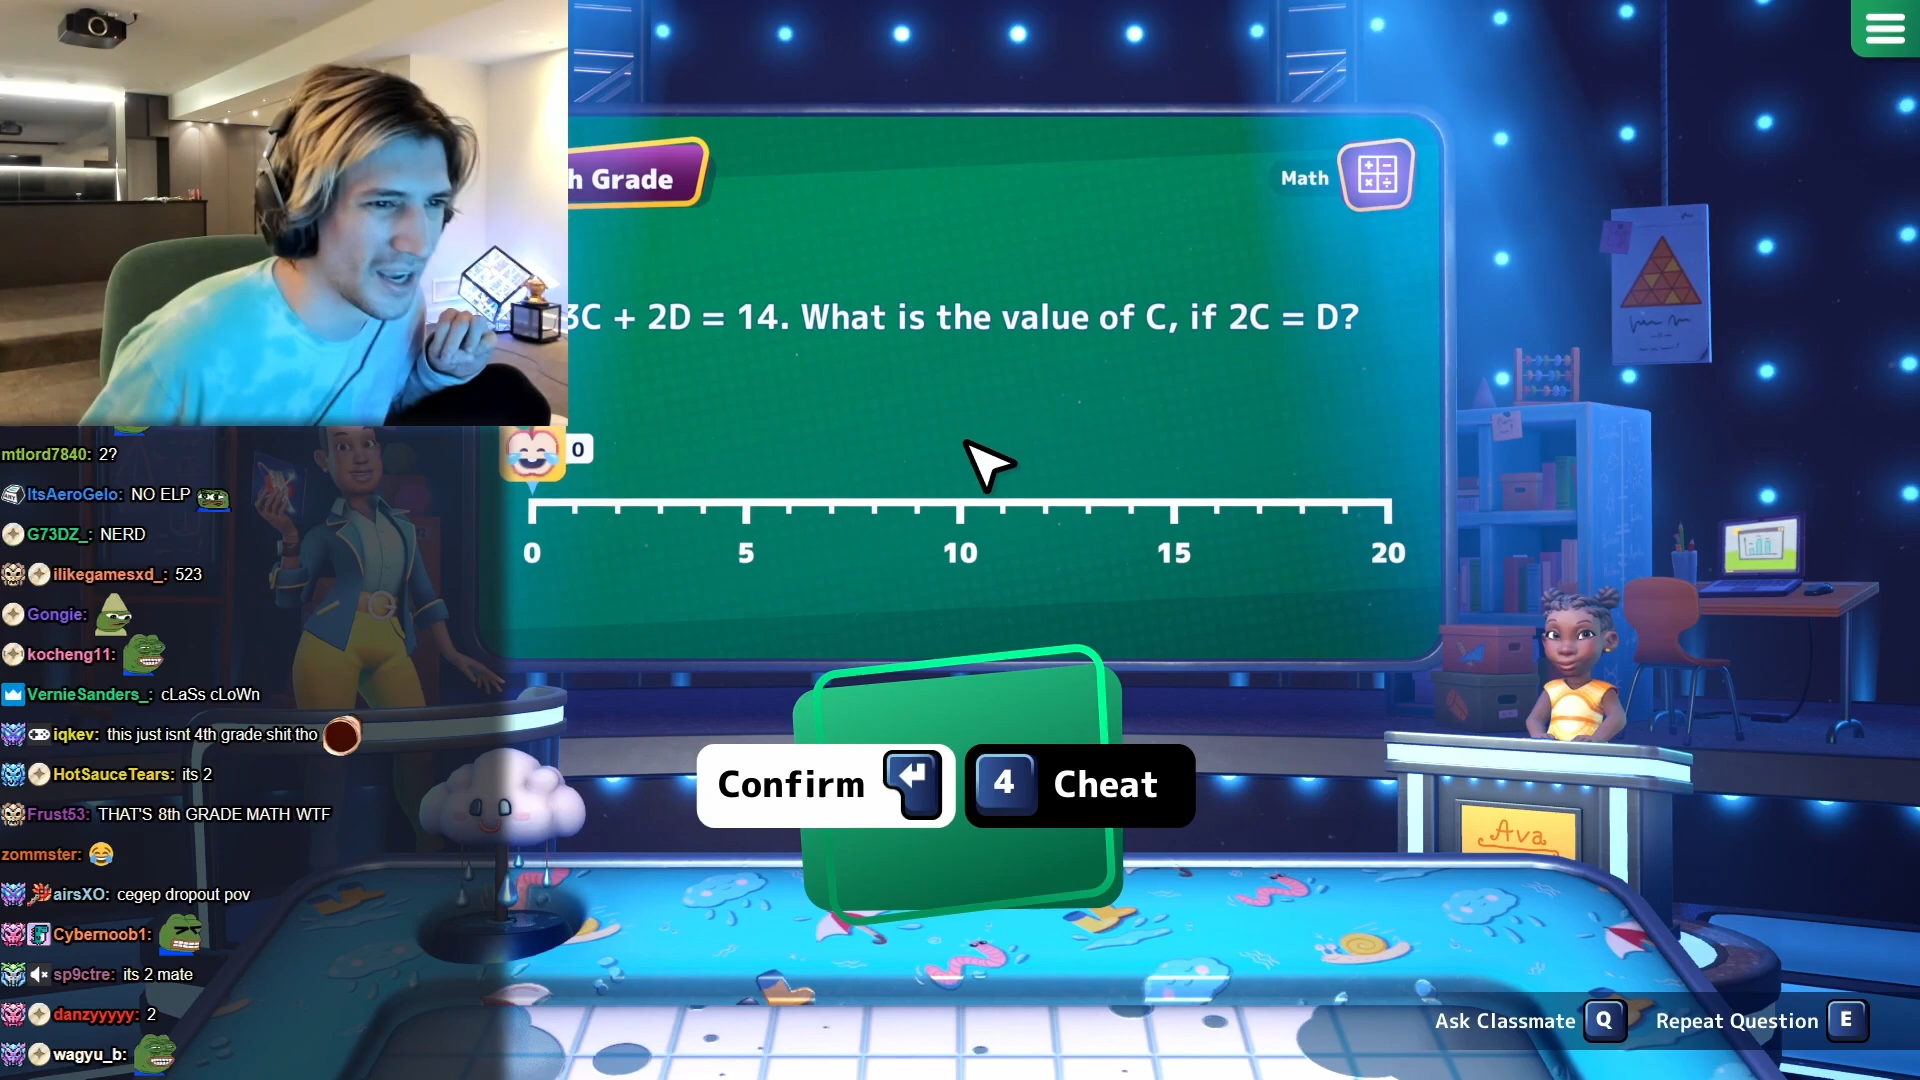 h Grade
Math
3C + 2D = 14. What is the value of C, if 2C = D?
0
0 5 10 15 20
mtlord7840: 2?
ItsAeroGelo: NO ELP
G73DZ_: NERD
ilikegamesxd_: 523
Gongie:
kocheng11:
VernieSanders_: cLaSs cLoWn
iqkev: this just isnt 4th grade shit tho
HotSauceTears: its 2
Frust53: THAT'S 8th GRADE MATH WTF
zommster:
airsXO: cegep dropout pov
Cybernoob1:
sp9ctre: its 2 mate
danzyyyyy: 2
wagyu_b:
Confirm
4 Cheat
Ava
Ask Classmate Q Repeat Question E